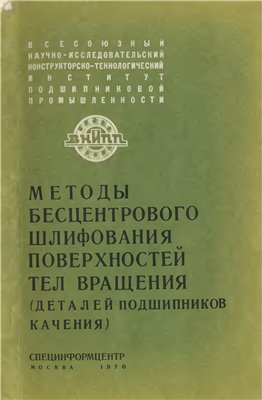 ВСЕСОЮЗНЫЙ
НАУЧНО-ИССЛЕДОВАТЕЛЬСКИЙ
КОНСТРУКТОРСКО-ТЕХНОЛОГИЧЕСКИЙ
ИНСТИТУТ
ПОДШИПНИКОВОЙ
ПРОМЫШЛЕННОСТИ
ВНИПП
МЕТОДЫ
БЕСЦЕНТРОВОГО
ШЛИФОВАНИЯ
ПОВЕРХНОСТЕЙ
ТЕЛ ВРАЩЕНИЯ
(ДЕТАЛЕЙ ПОДШИПНИКОВ
КАЧЕНИЯ)
СПЕЦИНФОРМЦЕНТР
МОСКВА 1970